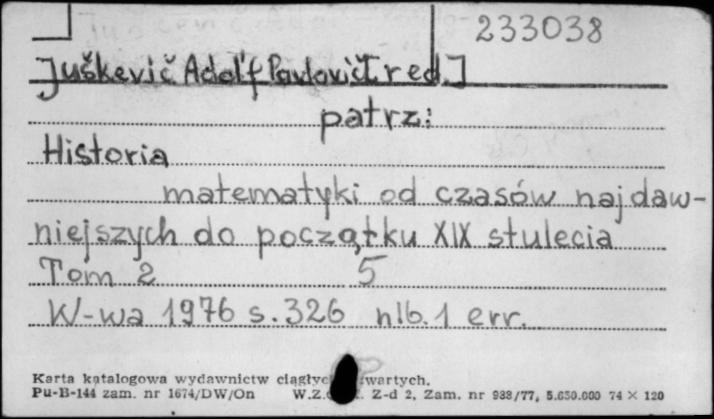 233038
Juškevič Adolf Pavlovič [red.]
patrz:
Historia
matematyki od czasów najdaw-
niejszych do początku XIX stulecia
Tom 2 5
W-wa 1976 s. 326 nlb. 1 err.
Karta katalogowa wydawnictw ciągłyc wartych.
Pu-B-144 zam. nr 1674/DW/On W.Z. Z-d 2, Zam. nr 988/77, 5.650.000 74 × 120